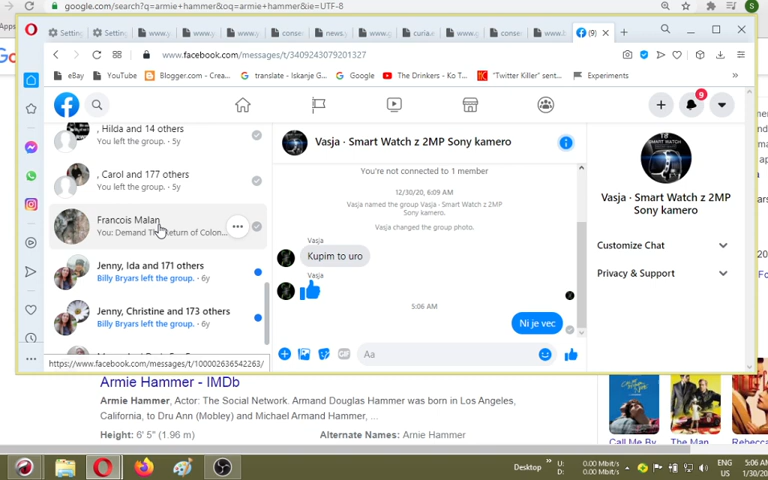 google.com/search?q=armie+hammer&oq=armie+hammer&ie=UTF-8
www.facebook.com/messages/t/3409243079201327
eBay YouTube Blogger.com - Crea... translate - Iskanje G... Google The Drinkers - Ko T... "Twitter Killer" sent... Experiments »
9
, Hilda and 14 others
You left the group. · 5y
, Carol and 177 others
You left the group. · 5y
Francois Malan
You: Demand The Return of Colon...
Jenny, Ida and 171 others
Billy Bryars left the group. · 6y
Jenny, Christine and 173 others
Billy Bryars left the group. · 6y
https://www.facebook.com/messages/t/100002636542263/
Vasja · Smart Watch z 2MP Sony kamero
You're not connected to 1 member
12/30/20, 6:09 AM
Vasja named the group Vasja · Smart Watch z 2MP
Sony kamero.
Vasja changed the group photo.
Vasja
Kupim to uro
Vasja
5:06 AM
Ni je vec
GIF
Aa
Vasja · Smart Watch z 2MP
Sony kamero
Customize Chat
Privacy & Support
Armie Hammer - IMDb
Armie Hammer, Actor: The Social Network. Armand Douglas Hammer was born in Los Angeles,
California, to Dru Ann (Mobley) and Michael Armand Hammer, ...
Height: 6' 5" (1.96 m) Alternate Names: Arnie Hammer
Call Me By The Man Rebecca
Desktop » U: 0.00 Mbit/s
D: 0.00 Mbit/s
ENG
US
5:06 AM
1/30/2021